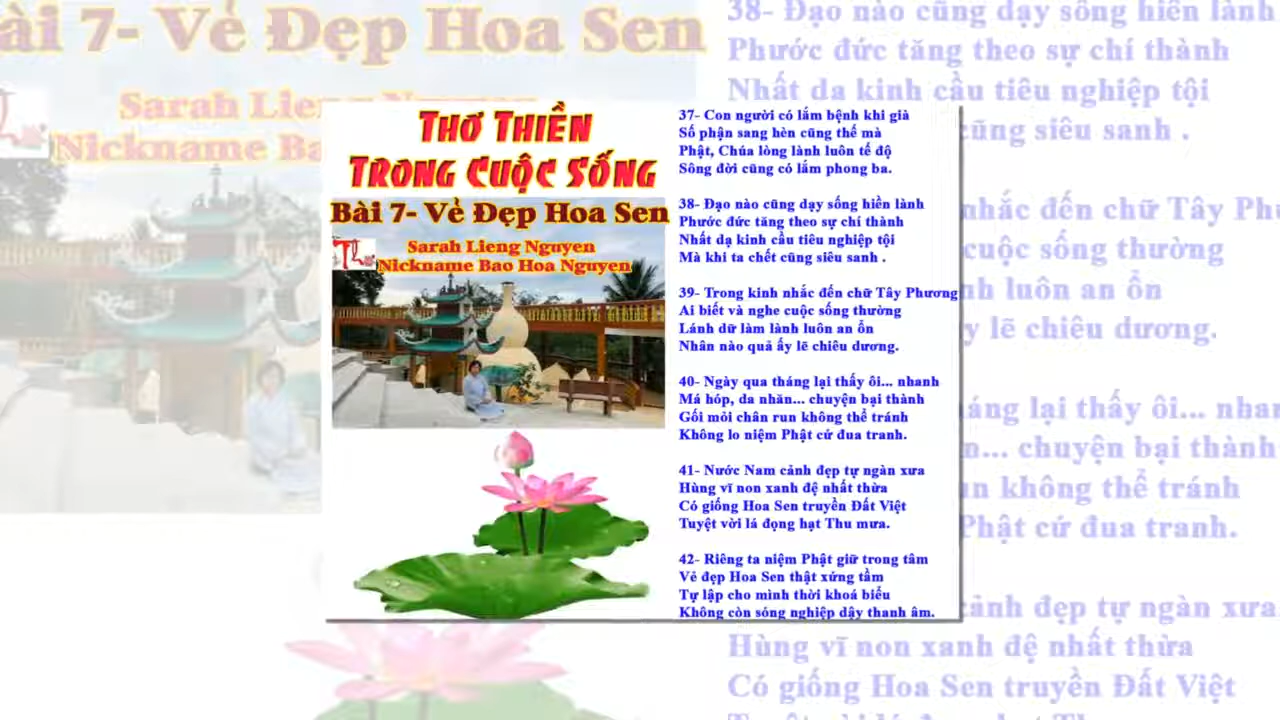 THƠ THIỀN
TRONG CUỘC SỐNG
Bài 7- Vẻ Đẹp Hoa Sen
Sarah Lieng Nguyen
Nickname Bao Hoa Nguyen
37- Con người có lắm bệnh khi già
Số phận sang hèn cũng thế mà
Phật, Chúa lòng lành luôn tế độ
Sông đời cũng có lắm phong ba.
38- Đạo nào cũng dạy sống hiền lành
Phước đức tăng theo sự chí thành
Nhất dạ kinh cầu tiêu nghiệp tội
Mà khi ta chết cũng siêu sanh .
39- Trong kinh nhắc đến chữ Tây Phương
Ai biết và nghe cuộc sống thường
Lánh dữ làm lành luôn an ổn
Nhân nào quả ấy lẽ chiêu dương.
40- Ngày qua tháng lại thấy ôi... nhanh
Má hóp, da nhăn... chuyện bại thành
Gối mỏi chân run không thể tránh
Không lo niệm Phật cứ đua tranh.
41- Nước Nam cảnh đẹp tự ngàn xưa
Hùng vĩ non xanh đệ nhất thừa
Có giống Hoa Sen truyền Đất Việt
Tuyệt vời lá đọng hạt Thu mưa.
42- Riêng ta niệm Phật giữ trong tâm
Vẻ đẹp Hoa Sen thật xứng tầm
Tự lập cho mình thời khoá biểu
Không còn sóng nghiệp dậy thanh âm.